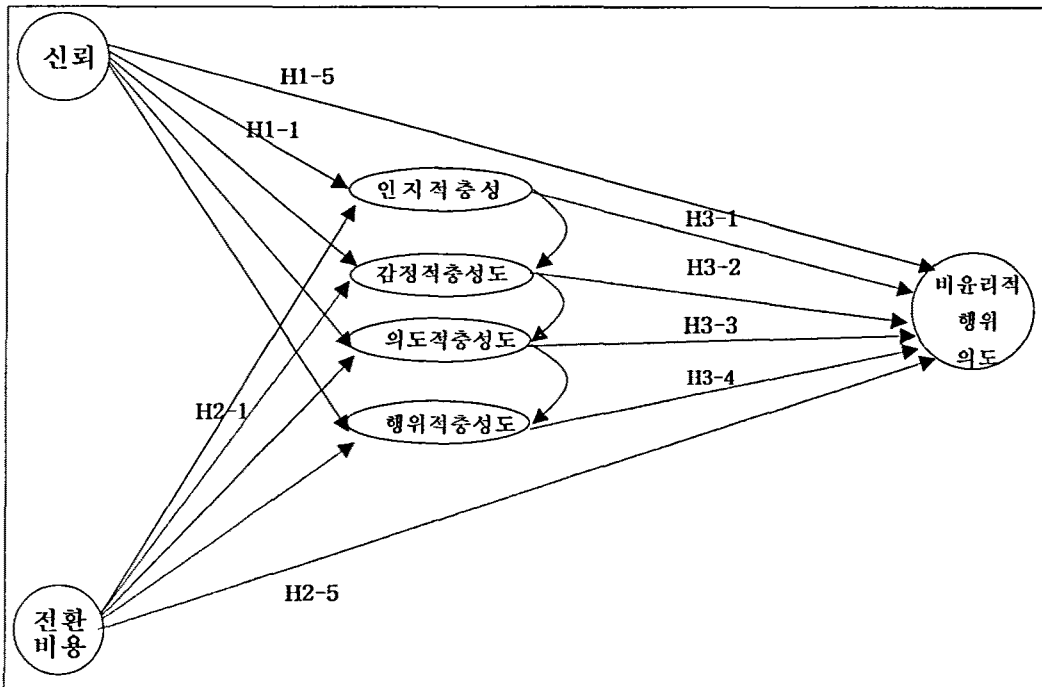 신뢰
H1-5
H1-1
인지적충성
H3-1
감정적충성도
H3-2
비윤리적
행위
의도
의도적충성도
H3-3
H3-4
행위적충성도
H2-1
H2-5
전환
비용